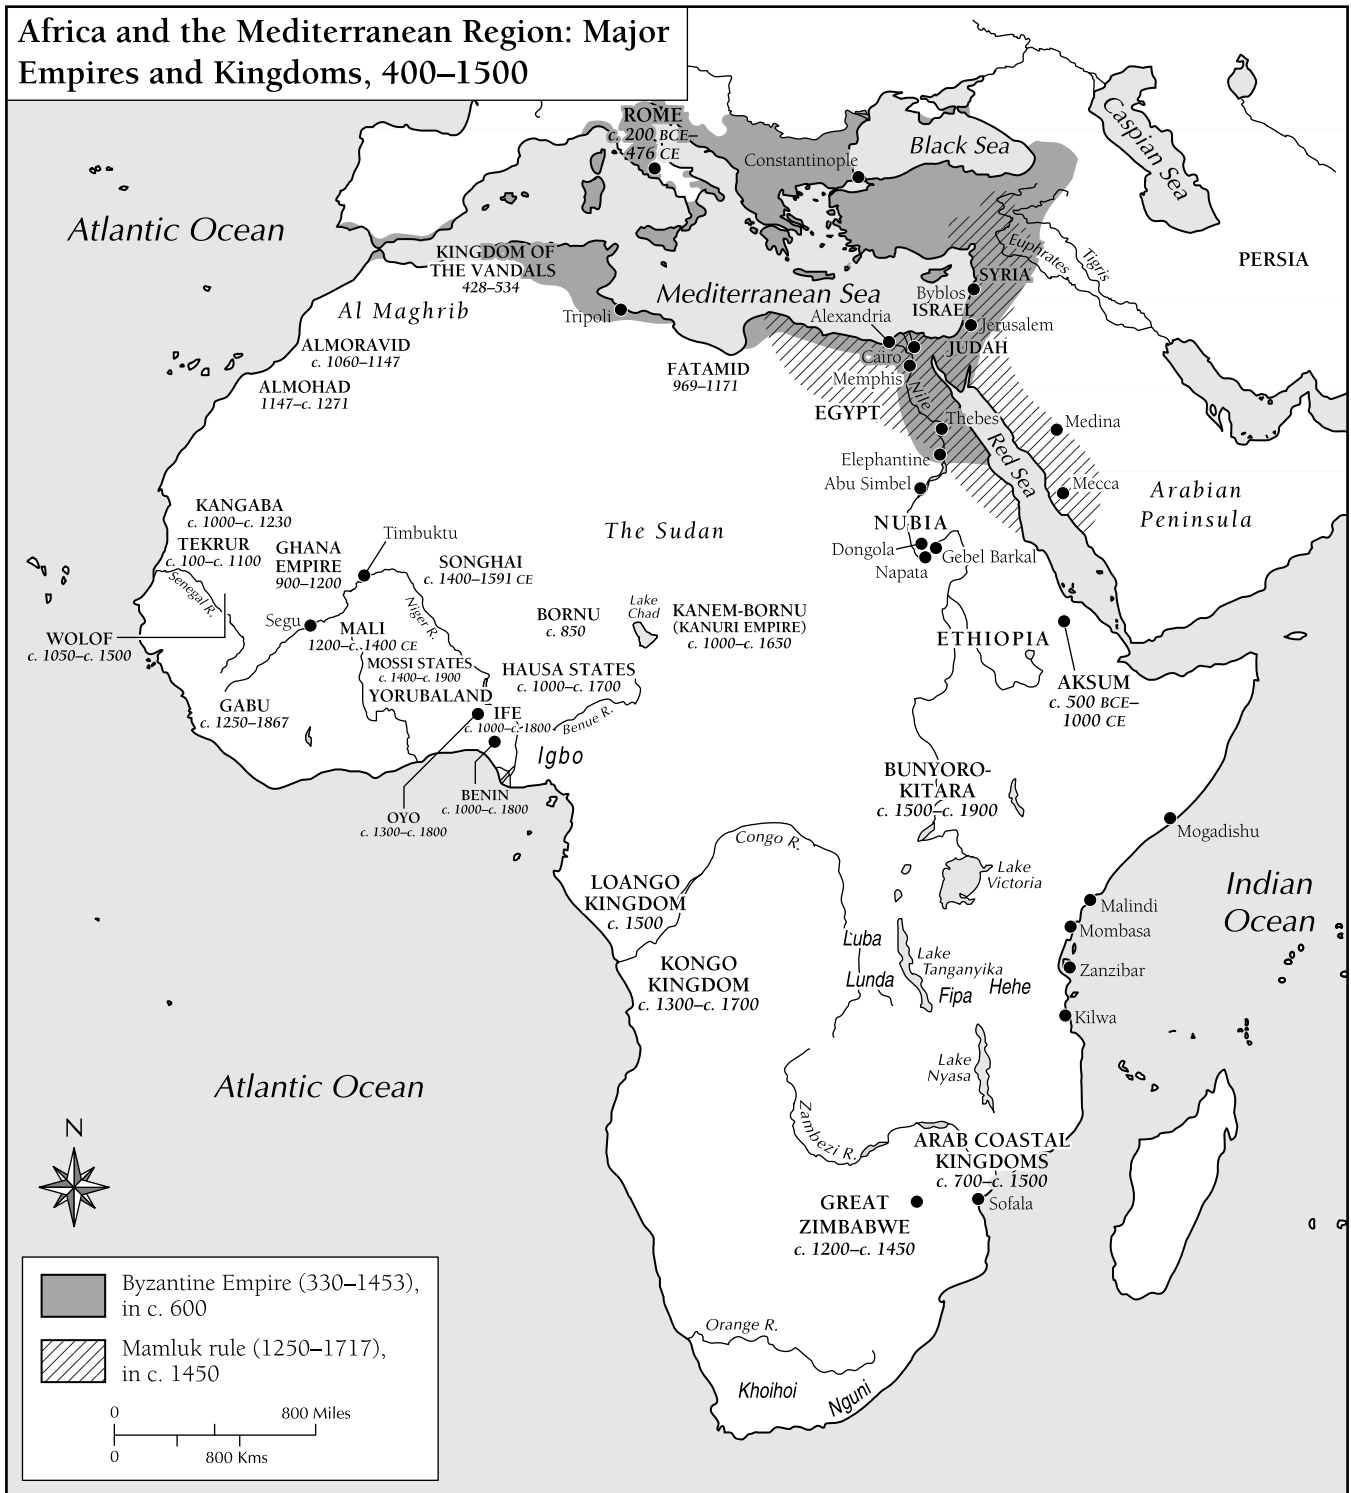 Africa and the Mediterranean Region: Major
Empires and Kingdoms, 400–1500
ROME
c. 200 BCE–
476 CE
Constantinople
Black Sea
Caspian Sea
Atlantic Ocean
KINGDOM OF
THE VANDALS
428–534
Euphrates
Tigris
PERSIA
SYRIA
Al Maghrib
Tripoli
Mediterranean Sea
Byblos
ISRAEL
Alexandria
Jerusalem
JUDAH
Cairo
Memphis
Nile
ALMORAVID
c. 1060–1147
ALMOHAD
1147–c. 1271
FATAMID
969–1171
EGYPT
Thebes
Medina
Elephantine
Red Sea
Abu Simbel
Mecca
Arabian
Peninsula
KANGABA
c. 1000–c. 1230
TEKRUR
c. 100–c. 1100
GHANA
EMPIRE
900–1200
Timbuktu
The Sudan
NUBIA
Dongola
Gebel Barkal
Napata
SONGHAI
c. 1400–1591 CE
Senegal R.
Segu
Niger R.
WOLOF
c. 1050–c. 1500
MALI
1200–c. 1400 CE
BORNU
c. 850
Lake
Chad
KANEM-BORNU
(KANURI EMPIRE)
c. 1000–c. 1650
ETHIOPIA
MOSSI STATES
c. 1400–c. 1900
HAUSA STATES
c. 1000–c. 1700
AKSUM
c. 500 BCE–
1000 CE
YORUBALAND
GABU
c. 1250–1867
IFE
c. 1000–c. 1800
Benue R.
Igbo
BENIN
c. 1000–c. 1800
OYO
c. 1300–c. 1800
BUNYORO-
KITARA
c. 1500–c. 1900
Mogadishu
Congo R.
Lake
Victoria
Indian
Ocean
LOANGO
KINGDOM
c. 1500
Malindi
Mombasa
Luba
Lake
Tanganyika
Zanzibar
KONGO
KINGDOM
c. 1300–c. 1700
Lunda
Fipa
Hehe
Kilwa
Lake
Nyasa
Atlantic Ocean
Zambezi R.
N
ARAB COASTAL
KINGDOMS
c. 700–c. 1500
GREAT
ZIMBABWE
c. 1200–c. 1450
Sofala
Orange R.
Khoihoi
Nguni
Byzantine Empire (330–1453),
in c. 600
Mamluk rule (1250–1717),
in c. 1450
0 800 Miles
0 800 Kms